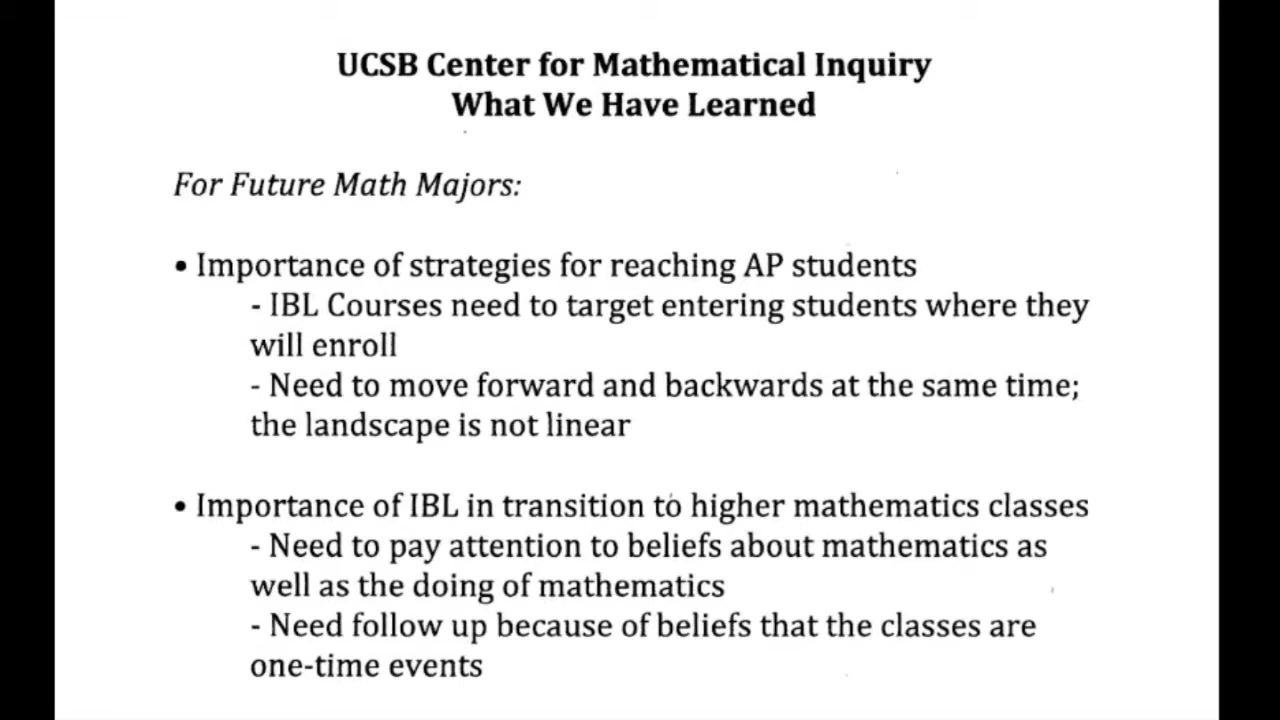 UCSB Center for Mathematical Inquiry
What We Have Learned
For Future Math Majors:
• Importance of strategies for reaching AP students
- IBL Courses need to target entering students where they
will enroll
- Need to move forward and backwards at the same time;
the landscape is not linear
• Importance of IBL in transition to higher mathematics classes
- Need to pay attention to beliefs about mathematics as
well as the doing of mathematics
- Need follow up because of beliefs that the classes are
one-time events